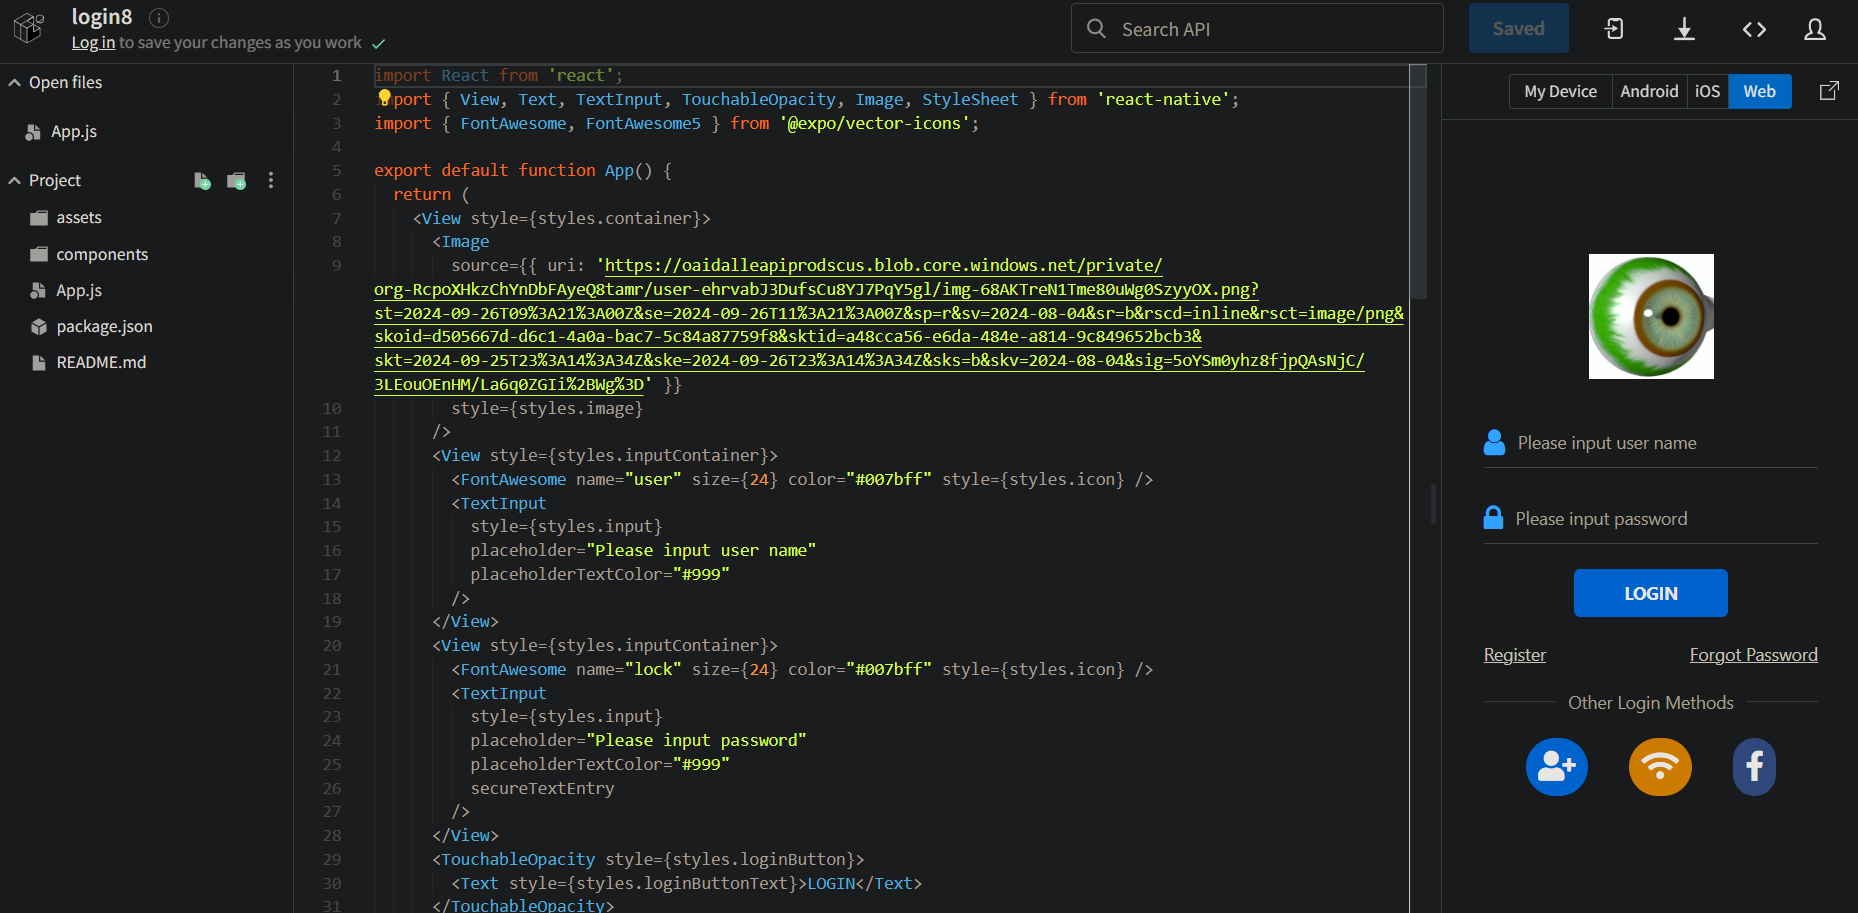 login8
Log in to save your changes as you work
Search API
Saved
Open files
App.js
Project
assets
components
App.js
package.json
README.md
1 import React from 'react';
2 import { View, Text, TextInput, TouchableOpacity, Image, StyleSheet } from 'react-native';
3 import { FontAwesome, FontAwesome5 } from '@expo/vector-icons';
4
5 export default function App() {
6 return (
7 <View style={styles.container}>
8 <Image
9 source={{ uri: 'https://oaidalleapiprodscus.blob.core.windows.net/private/
org-RcpoXHkzChYnDbFAyeQ8tamr/user-ehrvabJ3DufsCu8YJ7PqY5gl/img-68AKTreN1Tme80uWg0SzyyOX.png?
st=2024-09-26T09%3A21%3A00Z&se=2024-09-26T11%3A21%3A00Z&sp=r&sv=2024-08-04&sr=b&rscd=inline&rsct=image/png&
skoid=d505667d-d6c1-4a0a-bac7-5c84a87759f8&sktid=a48cca56-e6da-484e-a814-9c849652bcb3&
skt=2024-09-25T23%3A14%3A34Z&ske=2024-09-26T23%3A14%3A34Z&sks=b&skv=2024-08-04&sig=5oYSm0yhz8fjpQAsNjC/
3LEouOEnHM/La6q0ZGIi%2BWg%3D' }}
10 style={styles.image}
11 />
12 <View style={styles.inputContainer}>
13 <FontAwesome name="user" size={24} color="#007bff" style={styles.icon} />
14 <TextInput
15 style={styles.input}
16 placeholder="Please input user name"
17 placeholderTextColor="#999"
18 />
19 </View>
20 <View style={styles.inputContainer}>
21 <FontAwesome name="lock" size={24} color="#007bff" style={styles.icon} />
22 <TextInput
23 style={styles.input}
24 placeholder="Please input password"
25 placeholderTextColor="#999"
26 secureTextEntry
27 />
28 </View>
29 <TouchableOpacity style={styles.loginButton}>
30 <Text style={styles.loginButtonText}>LOGIN</Text>
31 </TouchableOpacity>
My Device Android iOS Web
Please input user name
Please input password
LOGIN
Register Forgot Password
Other Login Methods